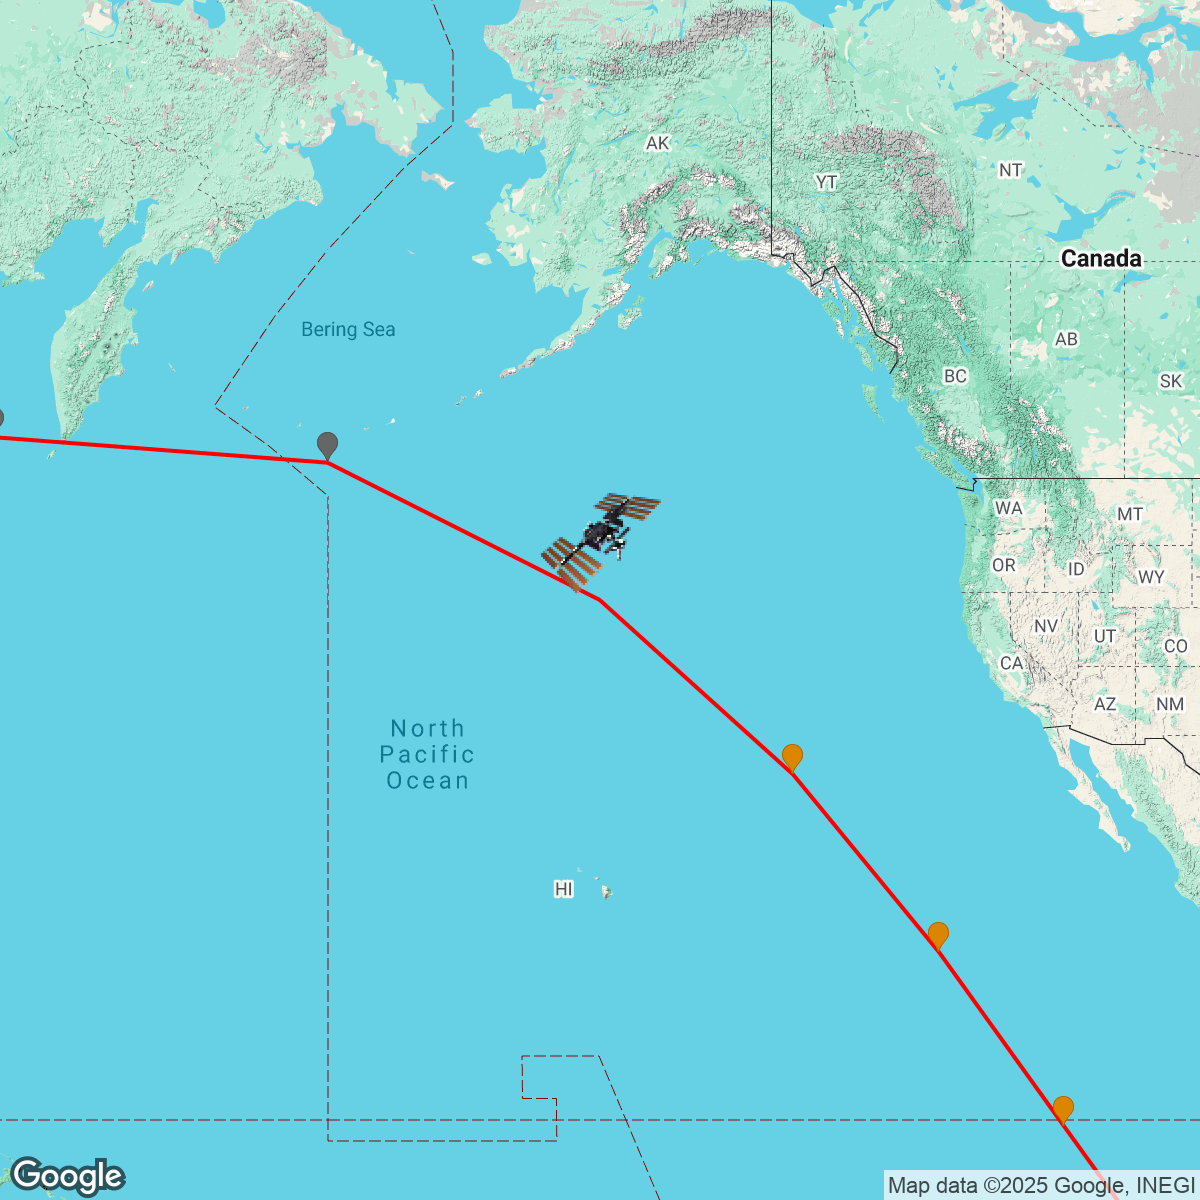 AK
YT
NT
Canada
Bering Sea
AB
BC
SK
WA
MT
OR
ID
WY
NV
UT
CO
CA
AZ
NM
North
Pacific
Ocean
HI
Google
Map data ©2025 Google, INEGI